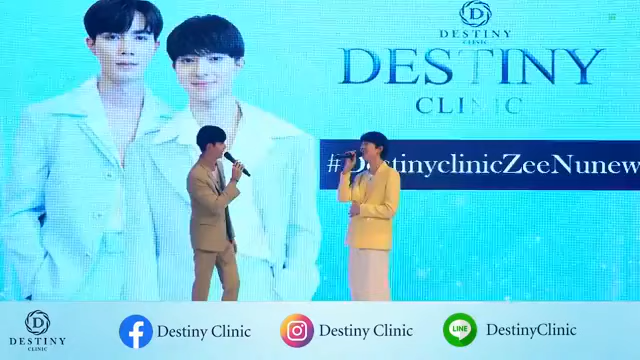 DESTINY
CLINIC
DESTINY
CLINIC
#DestinyclinicZeeNunew
DESTINY
CLINIC
Destiny Clinic
Destiny Clinic
LINE
DestinyClinic